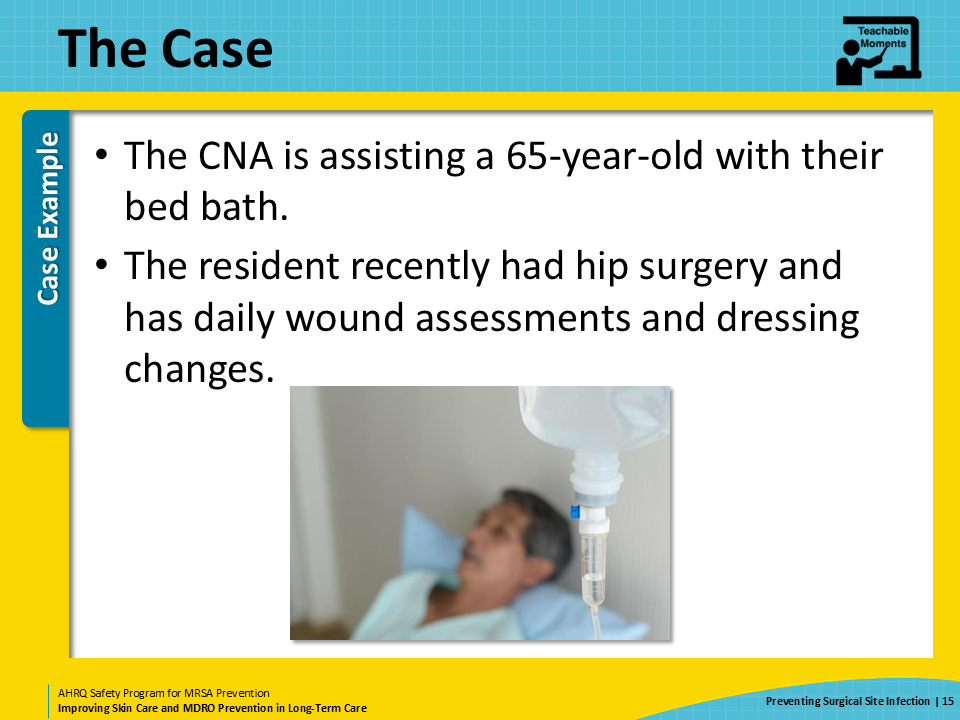 The Case
Teachable
Moments
Case Example
• The CNA is assisting a 65-year-old with their
bed bath.
• The resident recently had hip surgery and
has daily wound assessments and dressing
changes.
AHRQ Safety Program for MRSA Prevention
Improving Skin Care and MDRO Prevention in Long-Term Care
Preventing Surgical Site Infection | 15